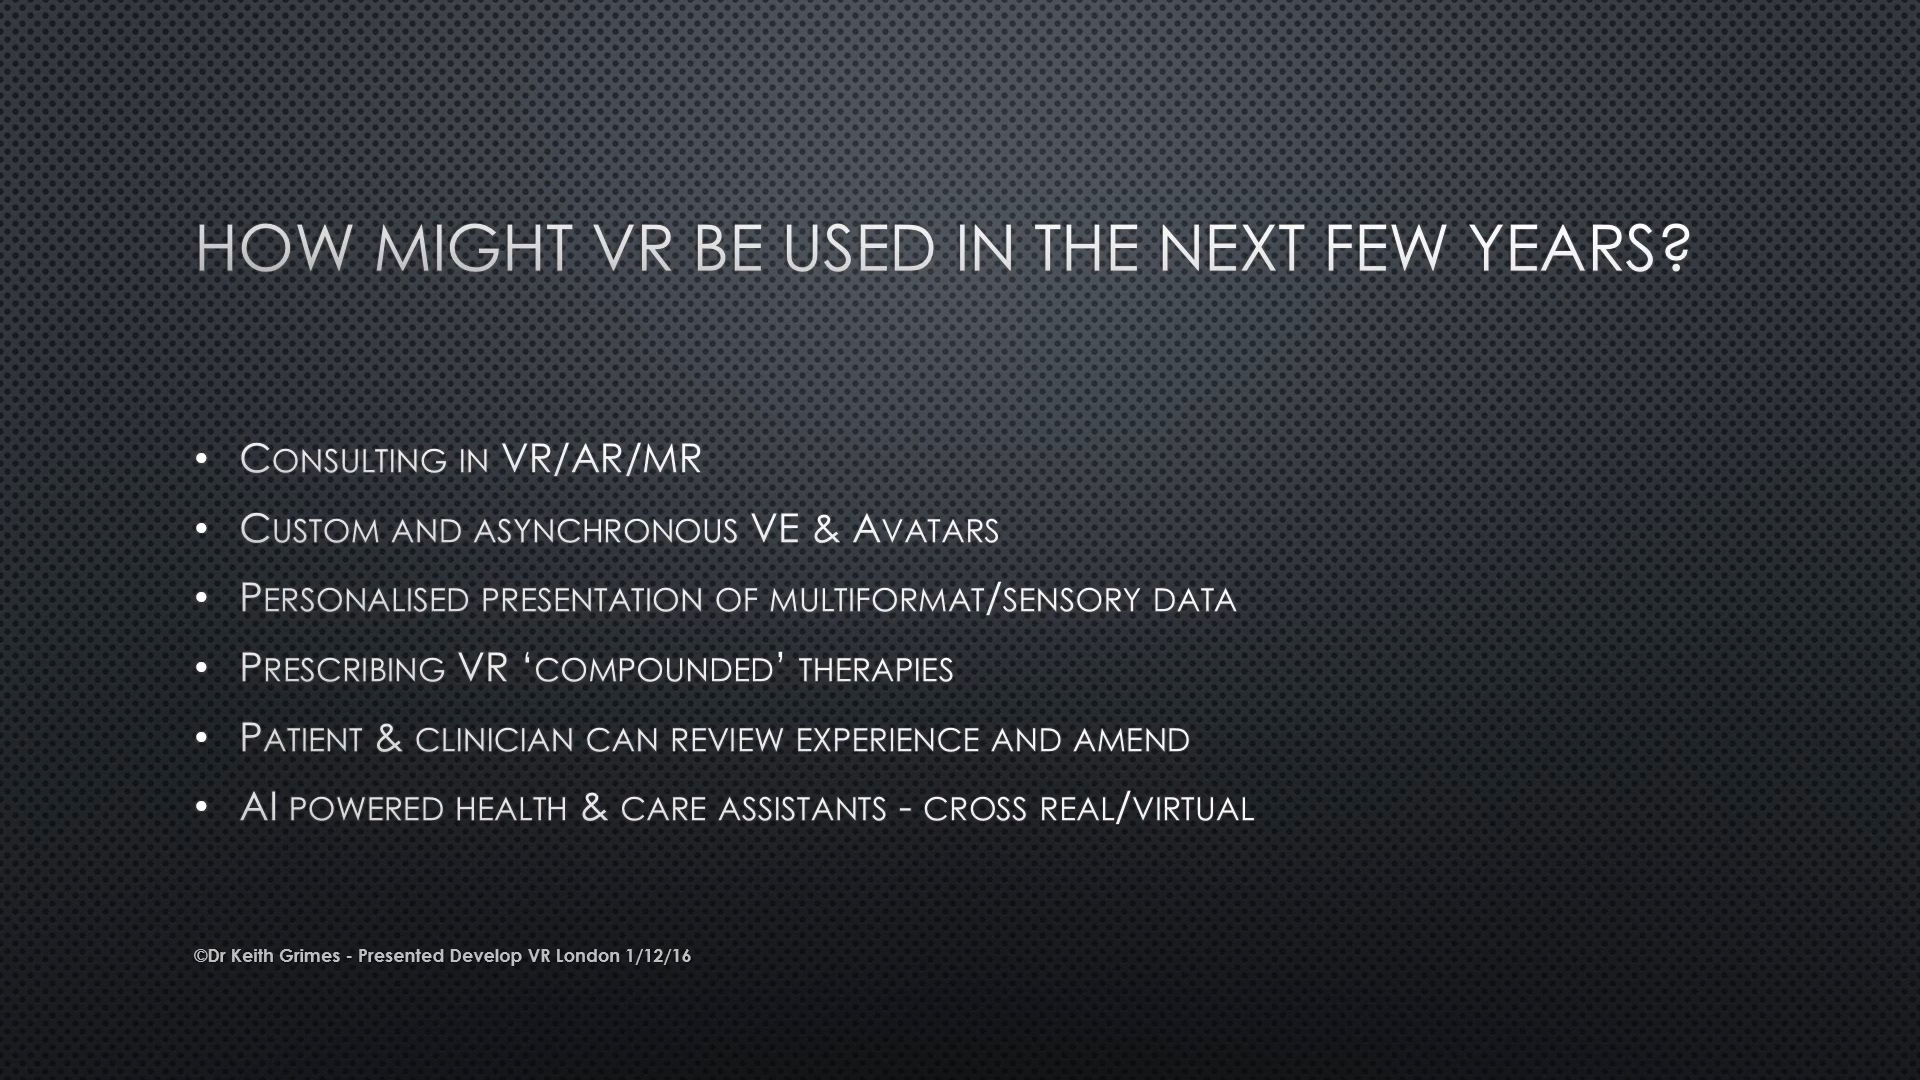 HOW MIGHT VR BE USED IN THE NEXT FEW YEARS?
• Consulting in VR/AR/MR
• Custom and asynchronous VE & Avatars
• Personalised presentation of multiformat/sensory data
• Prescribing VR ‘compounded’ therapies
• Patient & clinician can review experience and amend
• AI powered health & care assistants - cross real/virtual
©Dr Keith Grimes - Presented Develop VR London 1/12/16